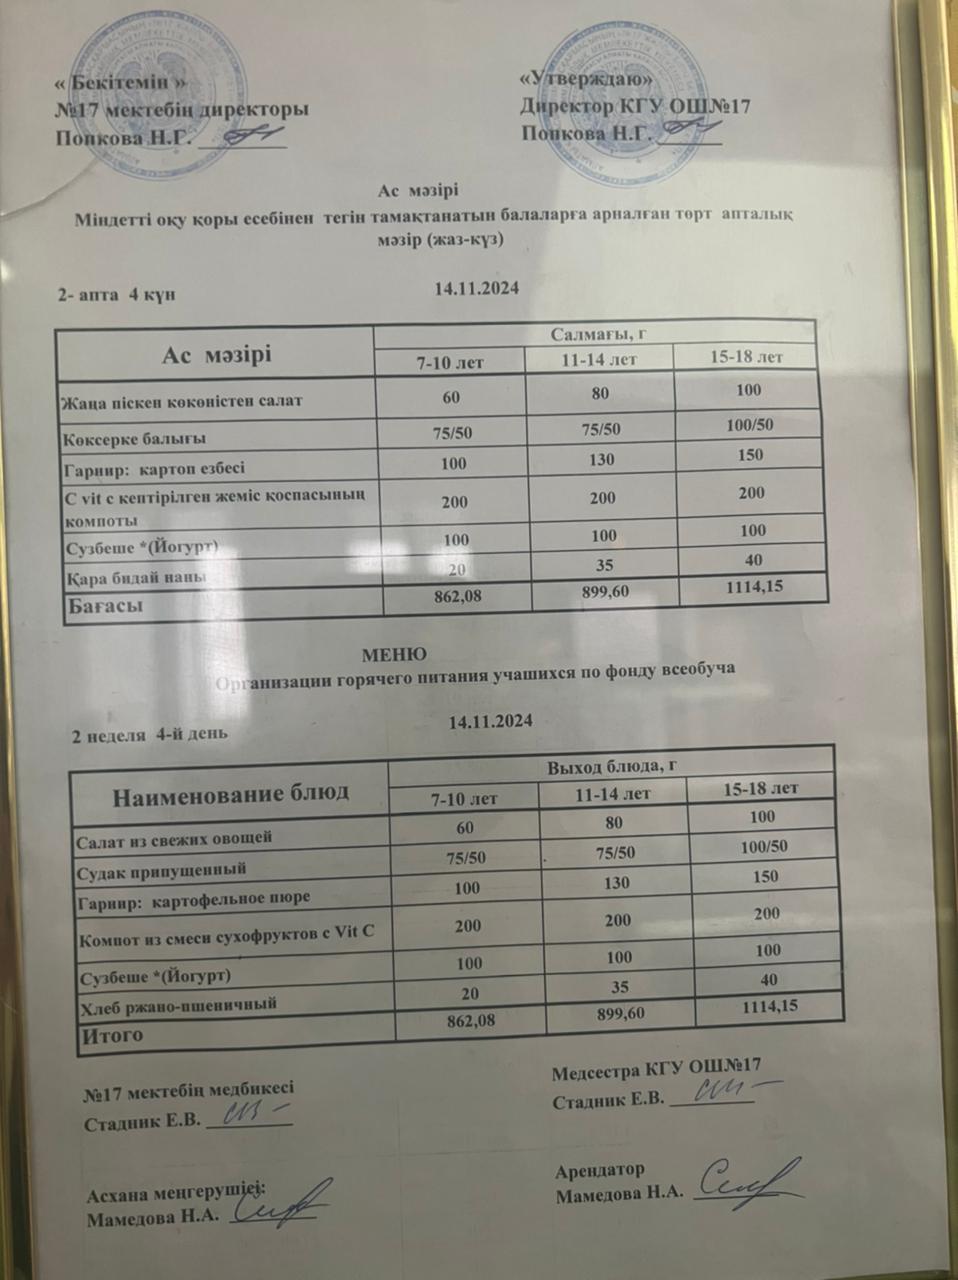 « Бекітемін »
№17 мектебің директоры
Попкова Н.Г.
«Утверждаю»
Директор КГУ ОШ№17
Попкова Н.Г.
Ас мәзірі
Міндетті оқу қоры есебінен тегін тамақтанатын балаларға арналған төрт апталық
мәзір (жаз-күз)
2- апта 4 күн 14.11.2024
Ас мәзірі Салмағы, г
7-10 лет 11-14 лет 15-18 лет
Жаңа піскен көкөністен салат 60 80 100
Көксерке балығы 75/50 75/50 100/50
Гарнир: картоп езбесі 100 130 150
С vit с кептірілген жеміс қоспасының
компоты 200 200 200
Сузбеше *(Йогурт) 100 100 100
Қара бидай наны 20 35 40
Бағасы 862,08 899,60 1114,15
МЕНЮ
Организации горячего питания учашихся по фонду всеобуча
2 неделя 4-й день 14.11.2024
Наименование блюд Выход блюда, г
7-10 лет 11-14 лет 15-18 лет
Салат из свежих овощей 60 80 100
Судак припущенный 75/50 75/50 100/50
Гарнир: картофельное пюре 100 130 150
Компот из смеси сухофруктов с Vit C 200 200 200
Сузбеше *(Йогурт) 100 100 100
Хлеб ржано-пшеничный 20 35 40
Итого 862,08 899,60 1114,15
№17 мектебің медбикесі
Стадник Е.В.
Медсестра КГУ ОШ№17
Стадник Е.В.
Асхана меңгерушісі:
Мамедова Н.А.
Арендатор
Мамедова Н.А.